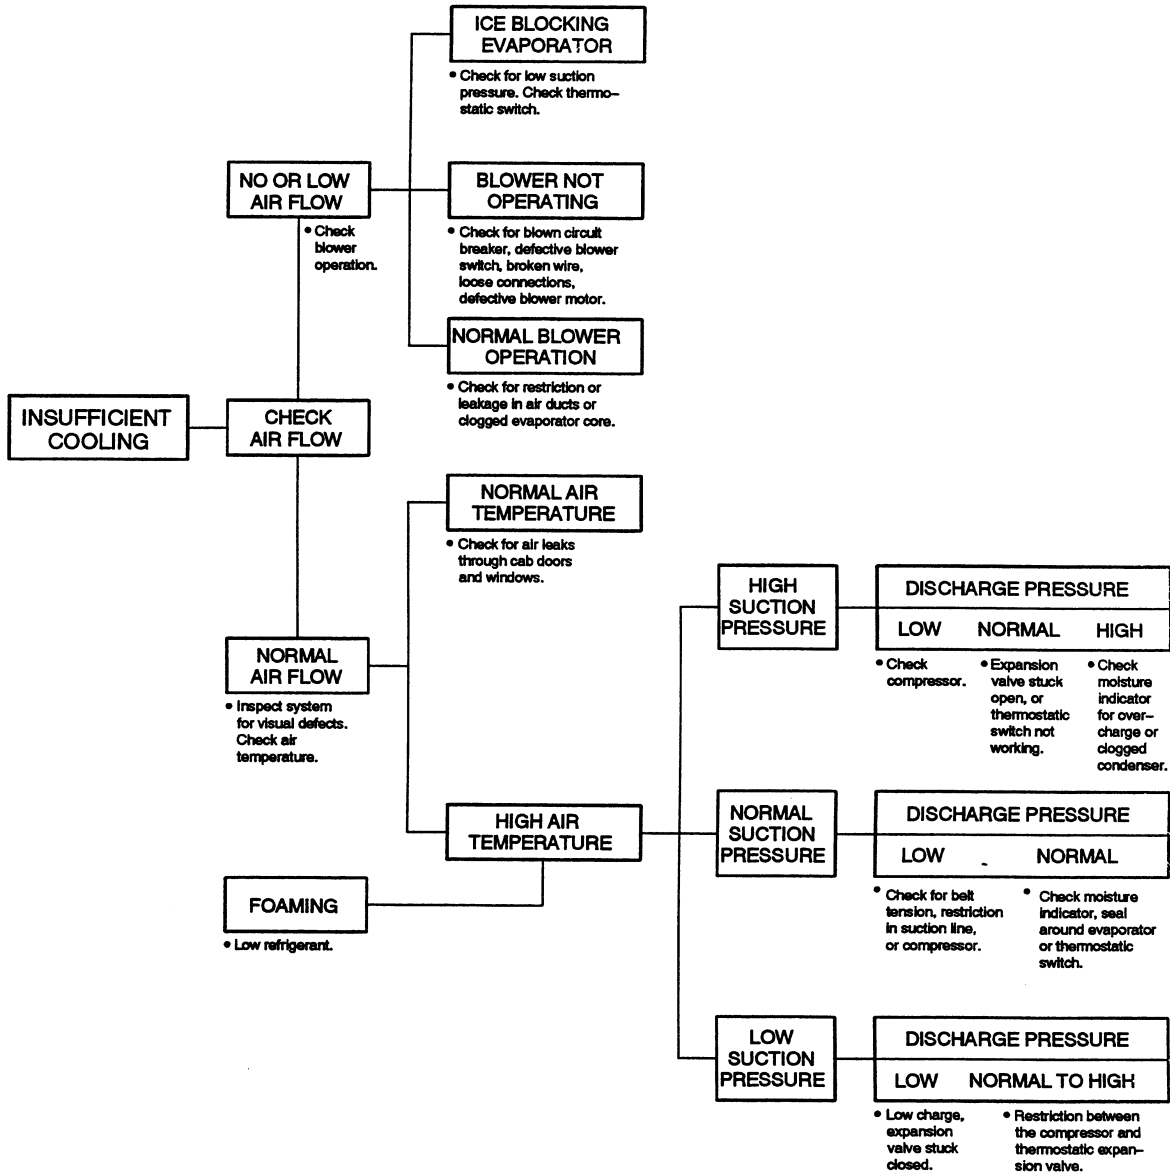 ICE BLOCKING
EVAPORATOR
• Check for low suction
pressure. Check thermo–
static switch.
NO OR LOW
AIR FLOW
• Check
blower
operation.
BLOWER NOT
OPERATING
• Check for blown circuit
breaker, defective blower
switch, broken wire,
loose connections,
defective blower motor.
NORMAL BLOWER
OPERATION
• Check for restriction or
leakage in air ducts or
clogged evaporator core.
INSUFFICIENT
COOLING
CHECK
AIR FLOW
NORMAL AIR
TEMPERATURE
• Check for air leaks
through cab doors
and windows.
NORMAL
AIR FLOW
• Inspect system
for visual defects.
Check air
temperature.
HIGH AIR
TEMPERATURE
FOAMING
• Low refrigerant.
HIGH
SUCTION
PRESSURE
DISCHARGE PRESSURE
LOW NORMAL HIGH
• Check
compressor.
• Expansion
valve stuck
open, or
thermostatic
switch not
working.
• Check
moisture
indicator
for over–
charge or
clogged
condenser.
NORMAL
SUCTION
PRESSURE
DISCHARGE PRESSURE
LOW NORMAL
• Check for belt
tension, restriction
in suction line,
or compressor.
• Check moisture
indicator, seal
around evaporator
or thermostatic
switch.
LOW
SUCTION
PRESSURE
DISCHARGE PRESSURE
LOW NORMAL TO HIGH
• Low charge,
expansion
valve stuck
closed.
• Restriction between
the compressor and
thermostatic expan–
sion valve.